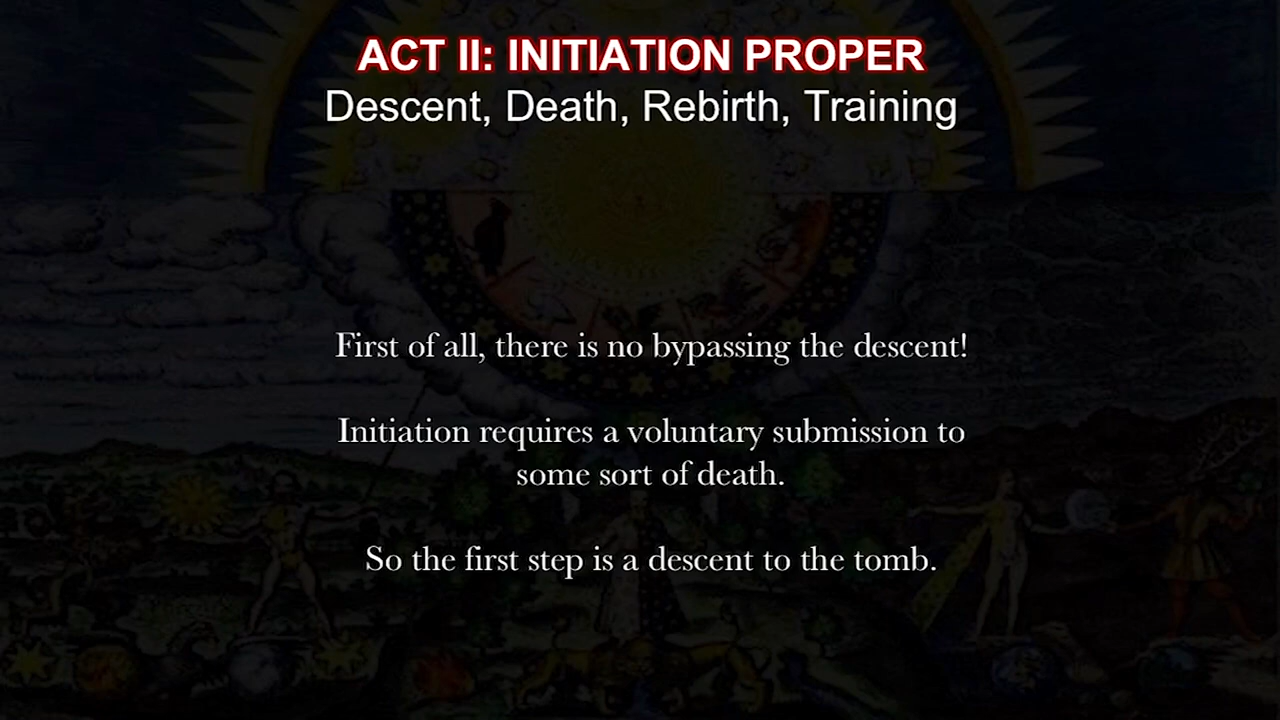 ACT II: INITIATION PROPER
Descent, Death, Rebirth, Training
First of all, there is no bypassing the descent!
Initiation requires a voluntary submission to
some sort of death.
So the first step is a descent to the tomb.